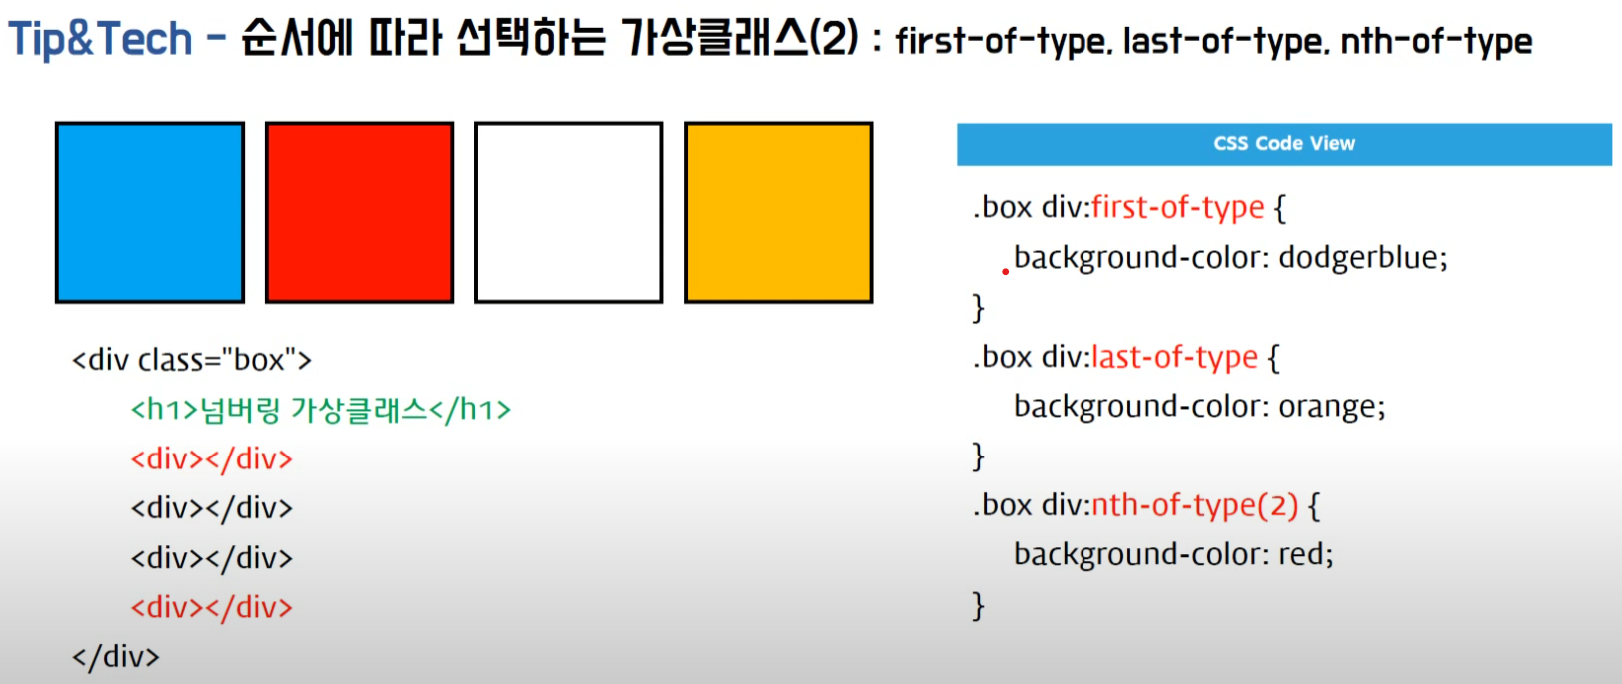 Tip&Tech - 순서에 따라 선택하는 가상클래스(2) : first-of-type, last-of-type, nth-of-type
<div class="box">
<h1>넘버링 가상클래스</h1>
<div></div>
<div></div>
<div></div>
<div></div>
</div>
CSS Code View
.box div:first-of-type {
background-color: dodgerblue;
}
.box div:last-of-type {
background-color: orange;
}
.box div:nth-of-type(2) {
background-color: red;
}